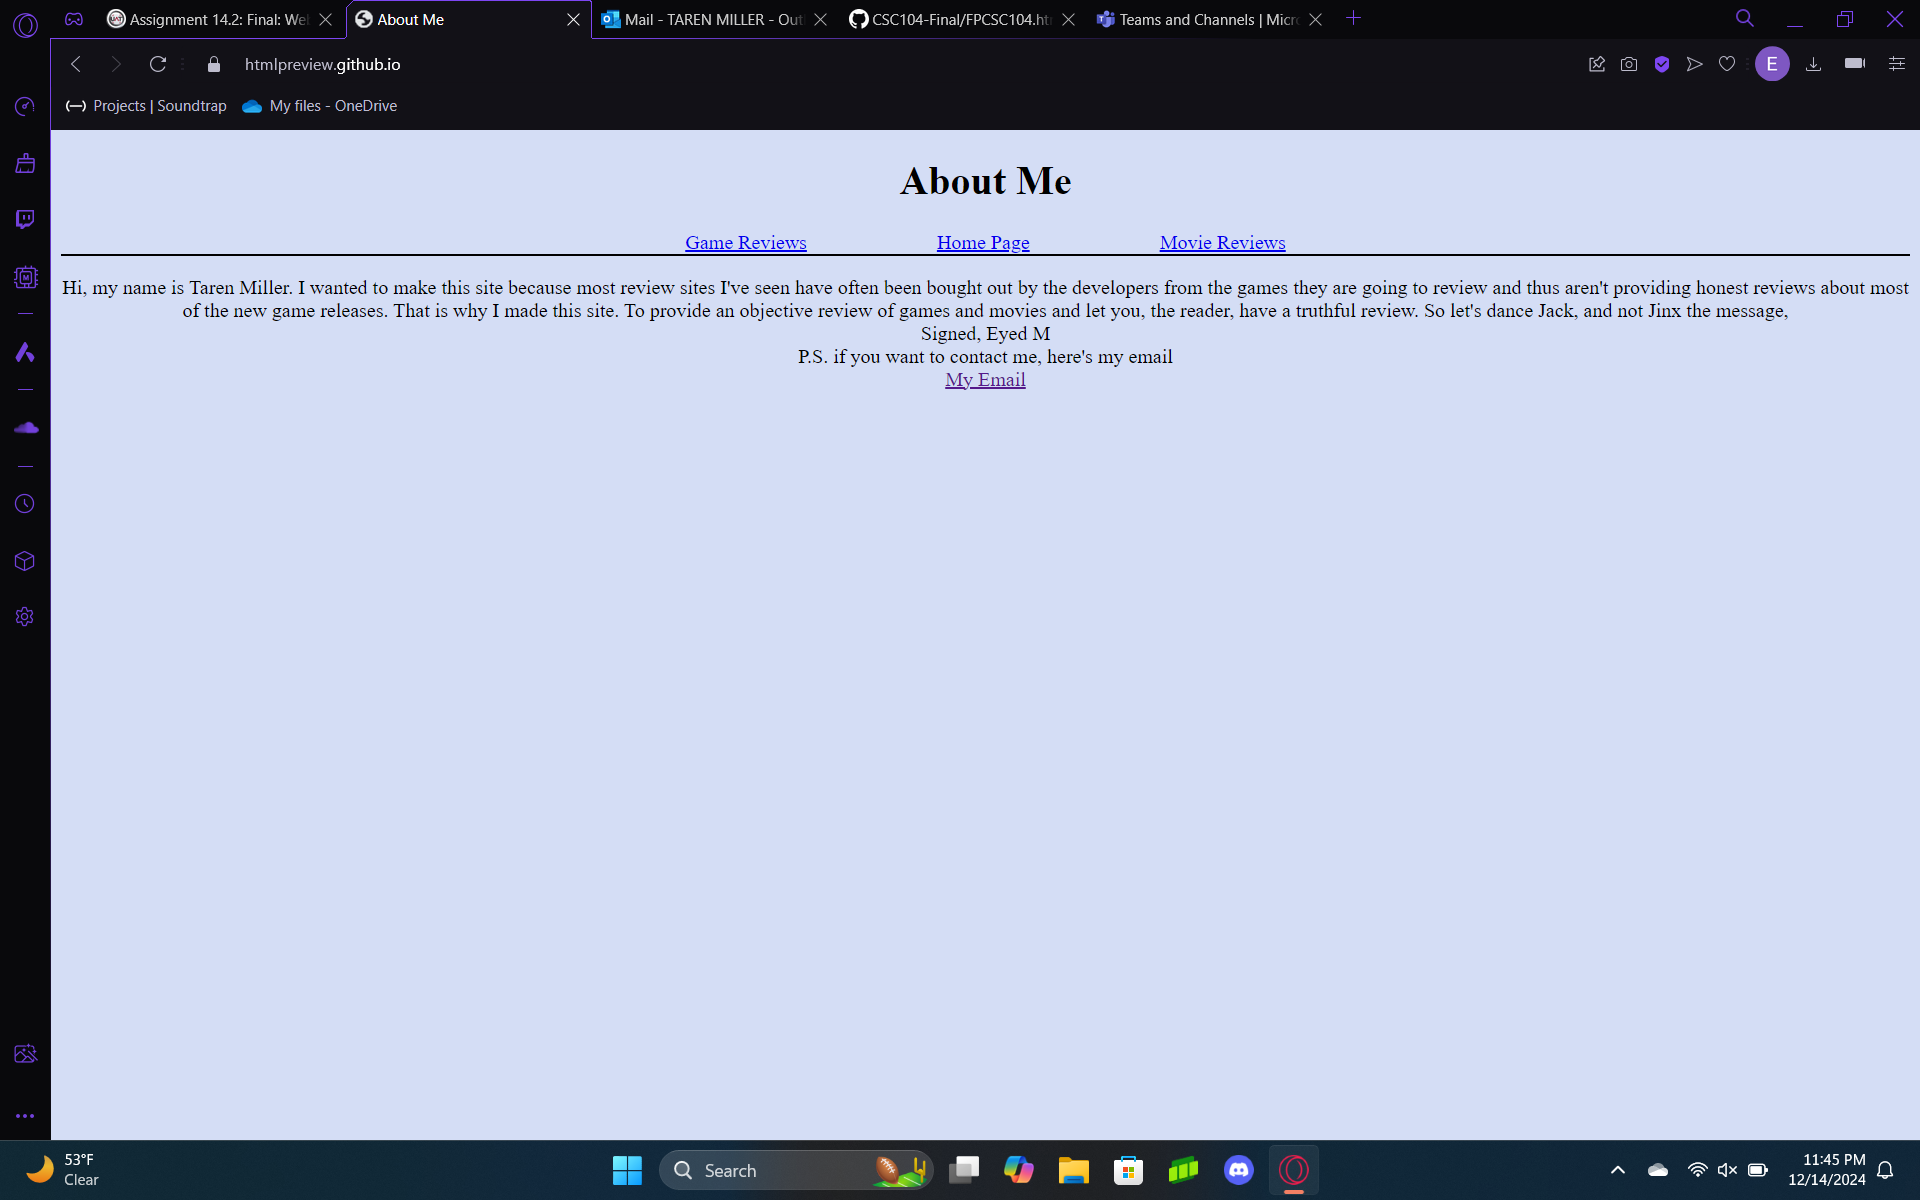 Assignment 14.2: Final: We
About Me
Mail - TAREN MILLER - Out
CSC104-Final/FPCSC104.ht
Teams and Channels | Micr
htmlpreview.github.io
E
Projects | Soundtrap
My files - OneDrive
About Me
Game Reviews Home Page Movie Reviews
Hi, my name is Taren Miller. I wanted to make this site because most review sites I've seen have often been bought out by the developers from the games they are going to review and thus aren't providing honest reviews about most
of the new game releases. That is why I made this site. To provide an objective review of games and movies and let you, the reader, have a truthful review. So let's dance Jack, and not Jinx the message,
Signed, Eyed M
P.S. if you want to contact me, here's my email
My Email
53°F
Clear
Search
11:45 PM
12/14/2024